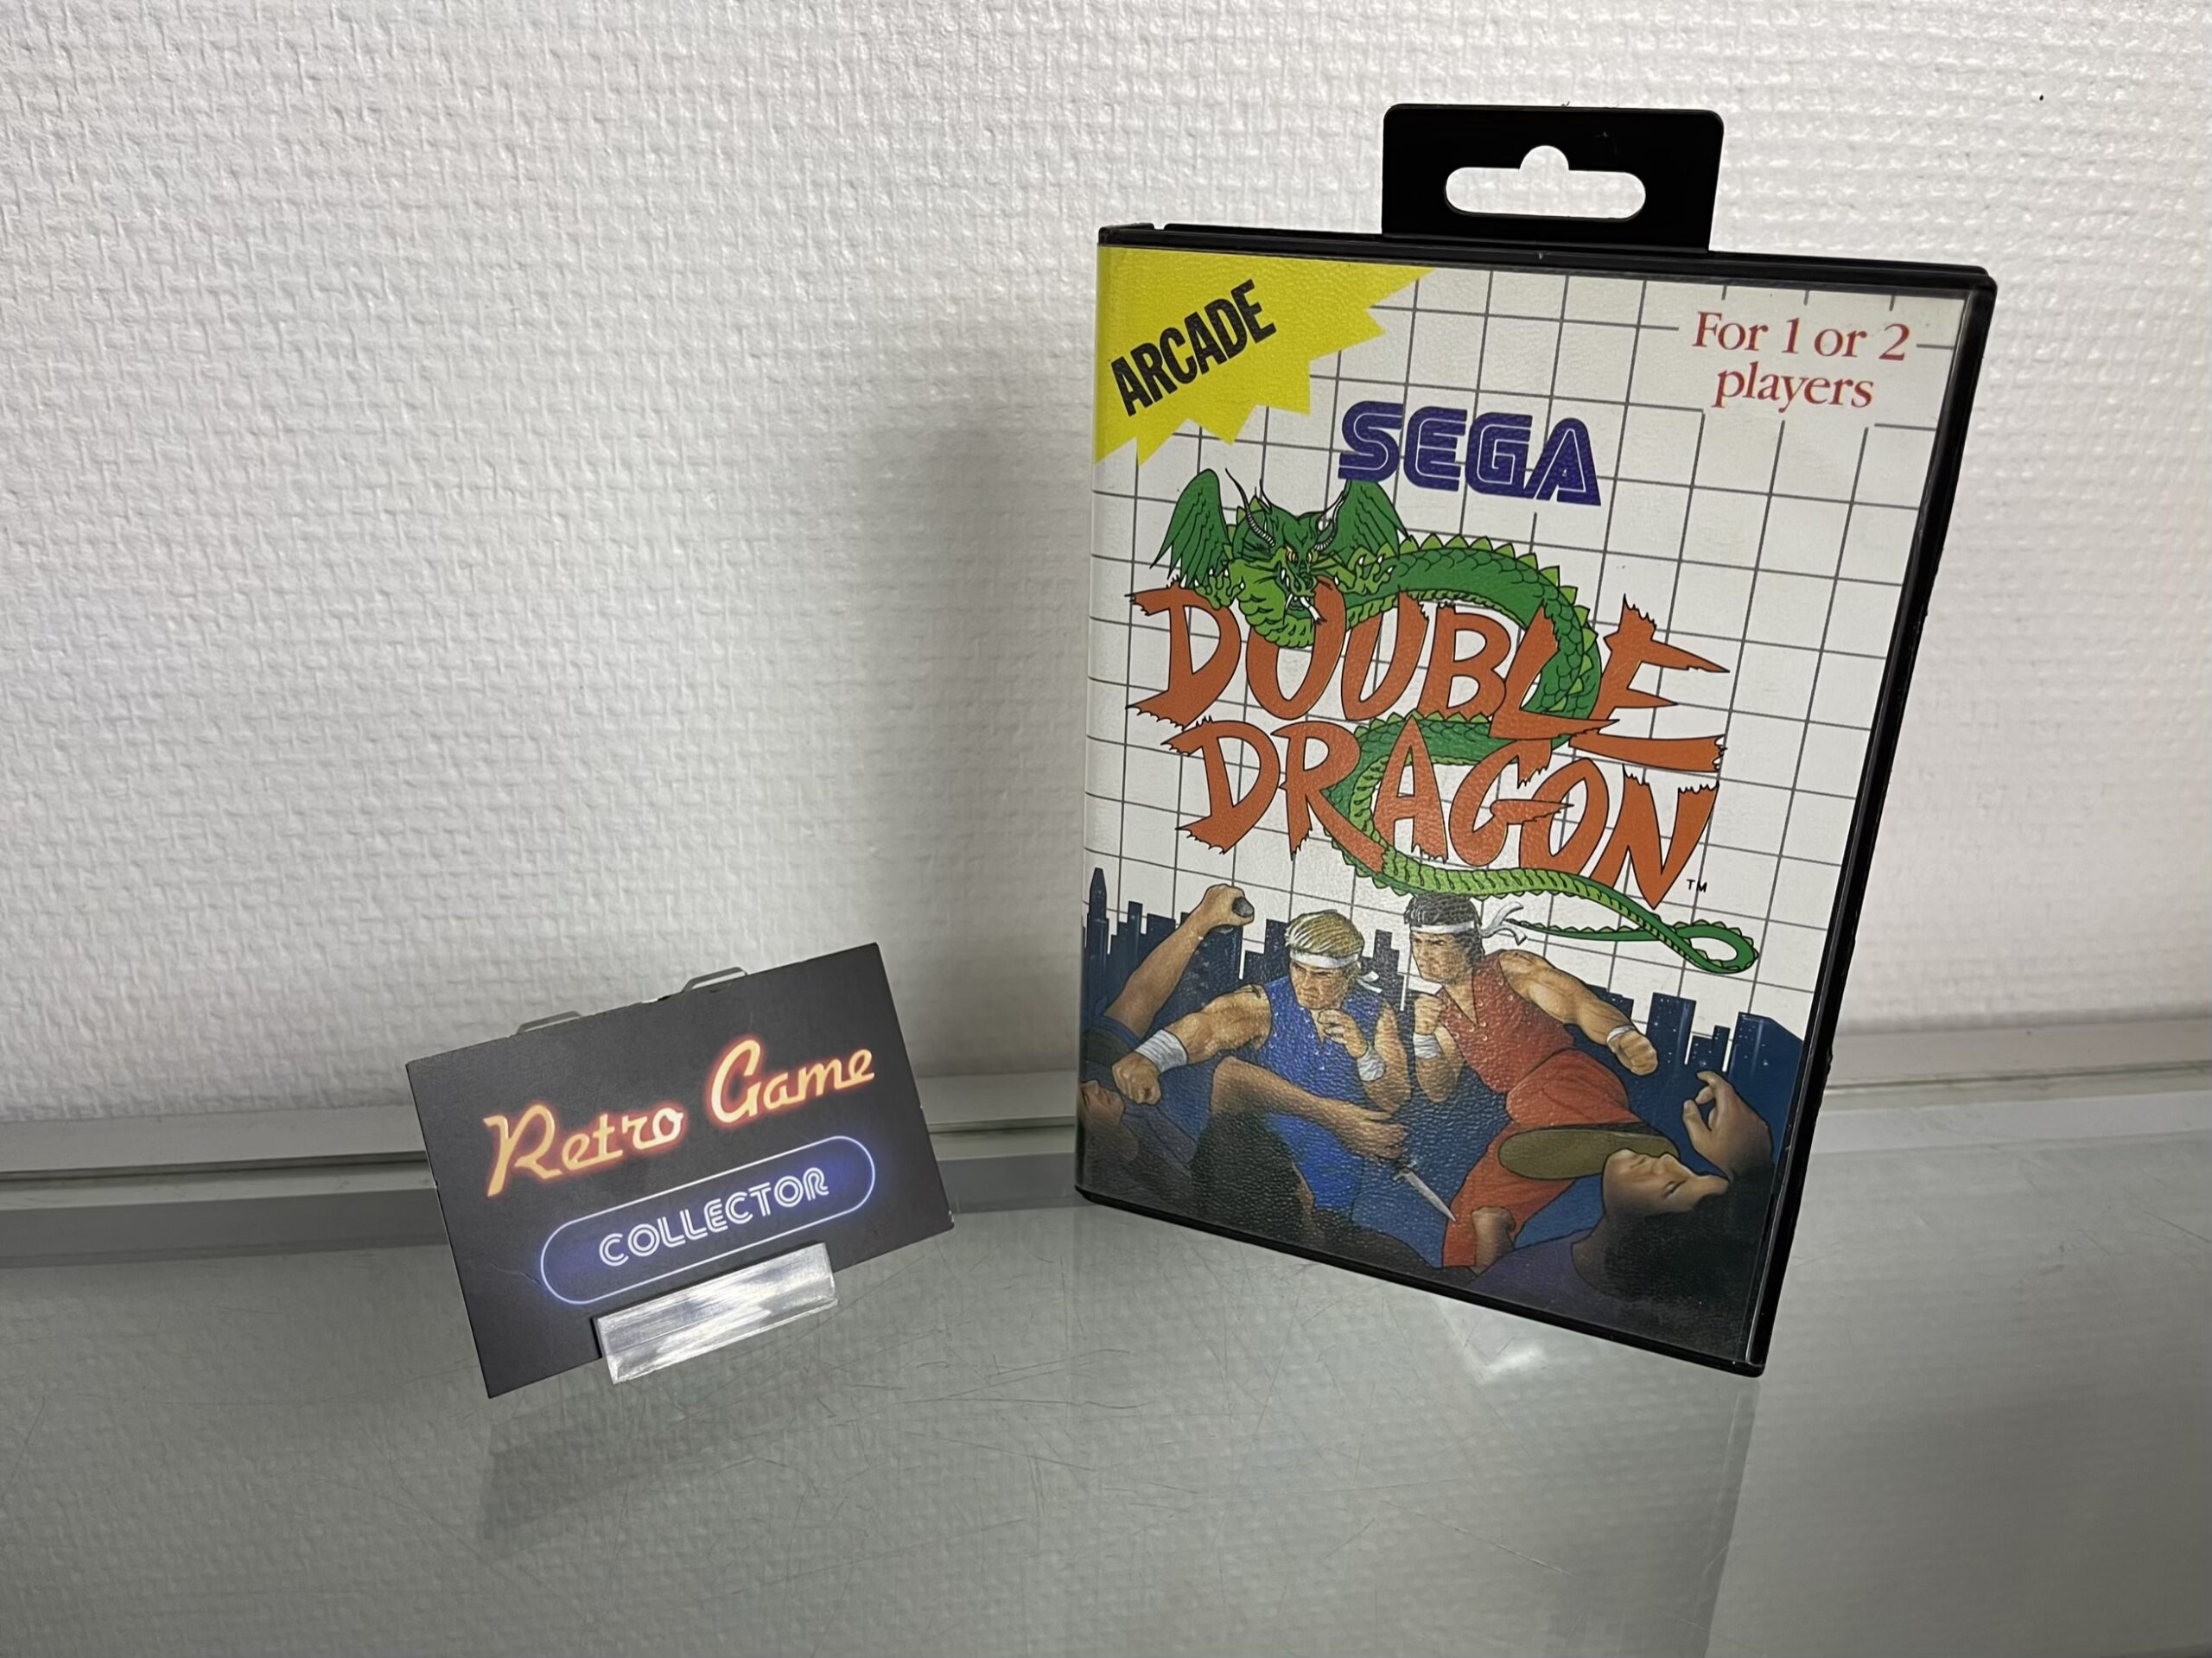 ARCADE
For 1 or 2
players
SEGA
DOUBLE
DRAGON
TM
Retro Game
COLLECTOR